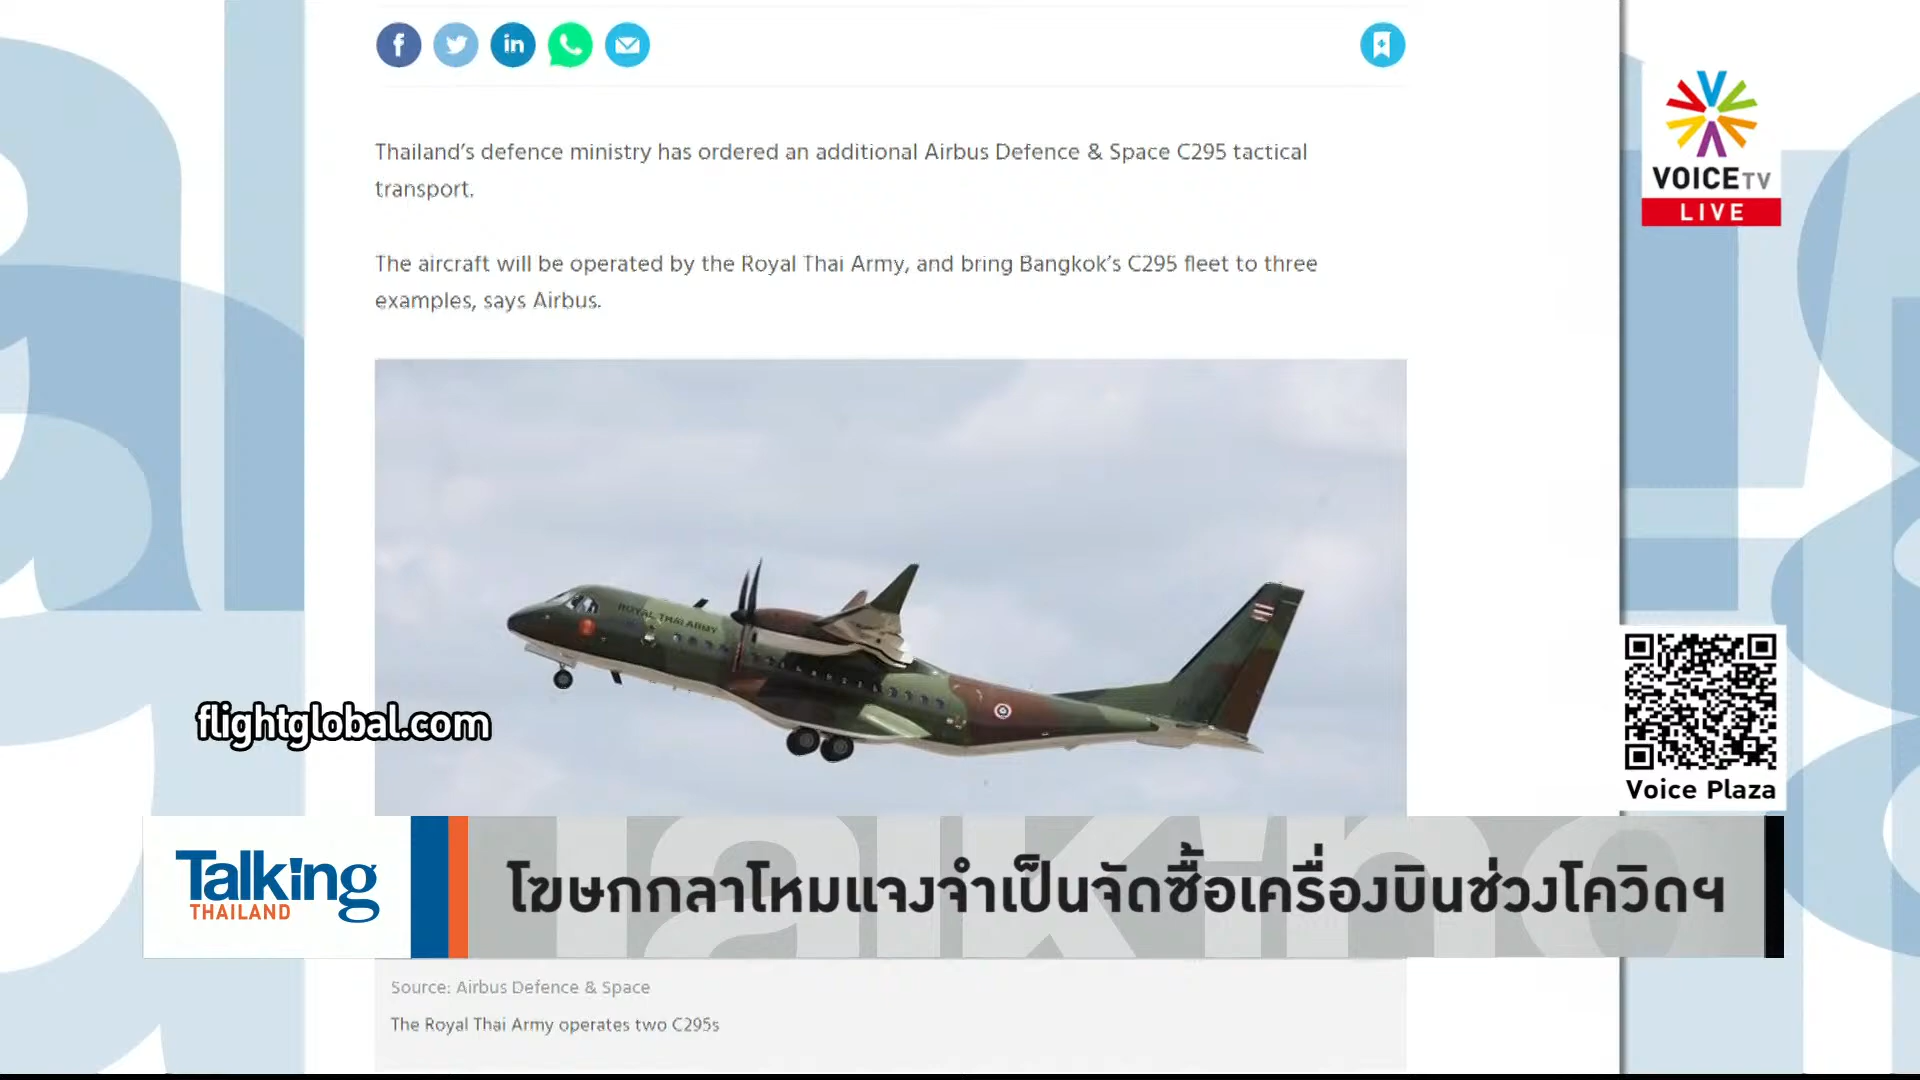 Thailand's defence ministry has ordered an additional Airbus Defence & Space C295 tactical
transport.
The aircraft will be operated by the Royal Thai Army, and bring Bangkok's C295 fleet to three
examples, says Airbus.
VOICE TV
LIVE
ROYAL THAI ARMY
flightglobal.com
Voice Plaza
Talking
THAILAND
โฆษกกลาโหมแจงจำเป็นจัดซื้อเครื่องบินช่วงโควิดฯ
Source: Airbus Defence & Space
The Royal Thai Army operates two C295s